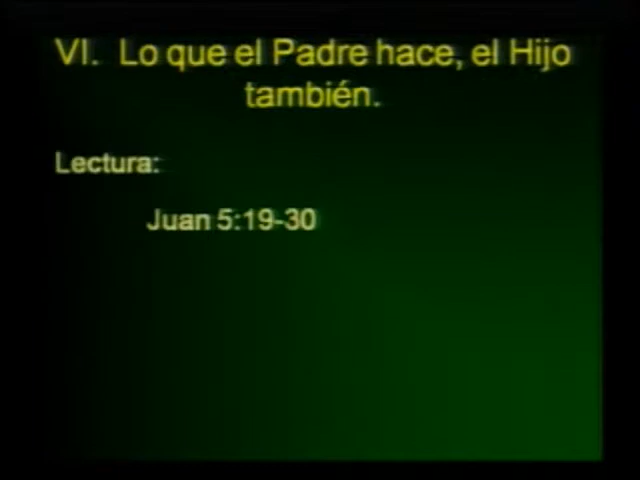 VI. Lo que el Padre hace, el Hijo
también.
Lectura:
Juan 5:19-30